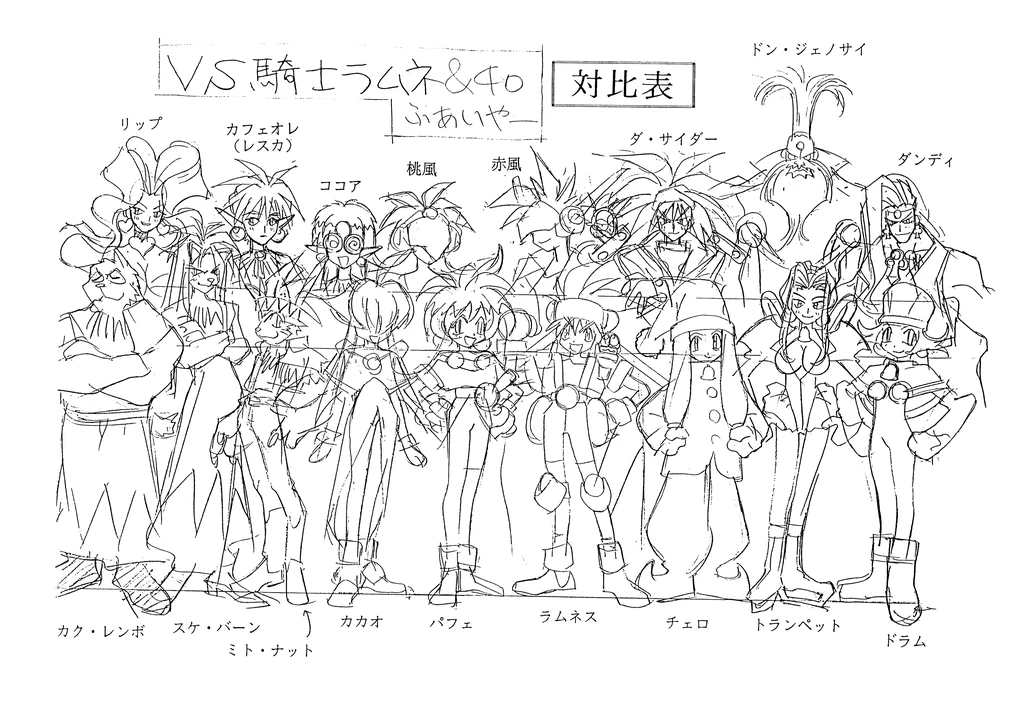 VS騎士ラムネ&40
ふぁいやー
対比表
ドン・ジェノサイ
リップ
カフェオレ
(レスカ)
ココア
桃風
赤風
ダ・サイダー
ダンディ
カク・レンボ
スケ・バーン
ミト・ナット
カカオ
パフェ
ラムネス
チェロ
トランペット
ドラム